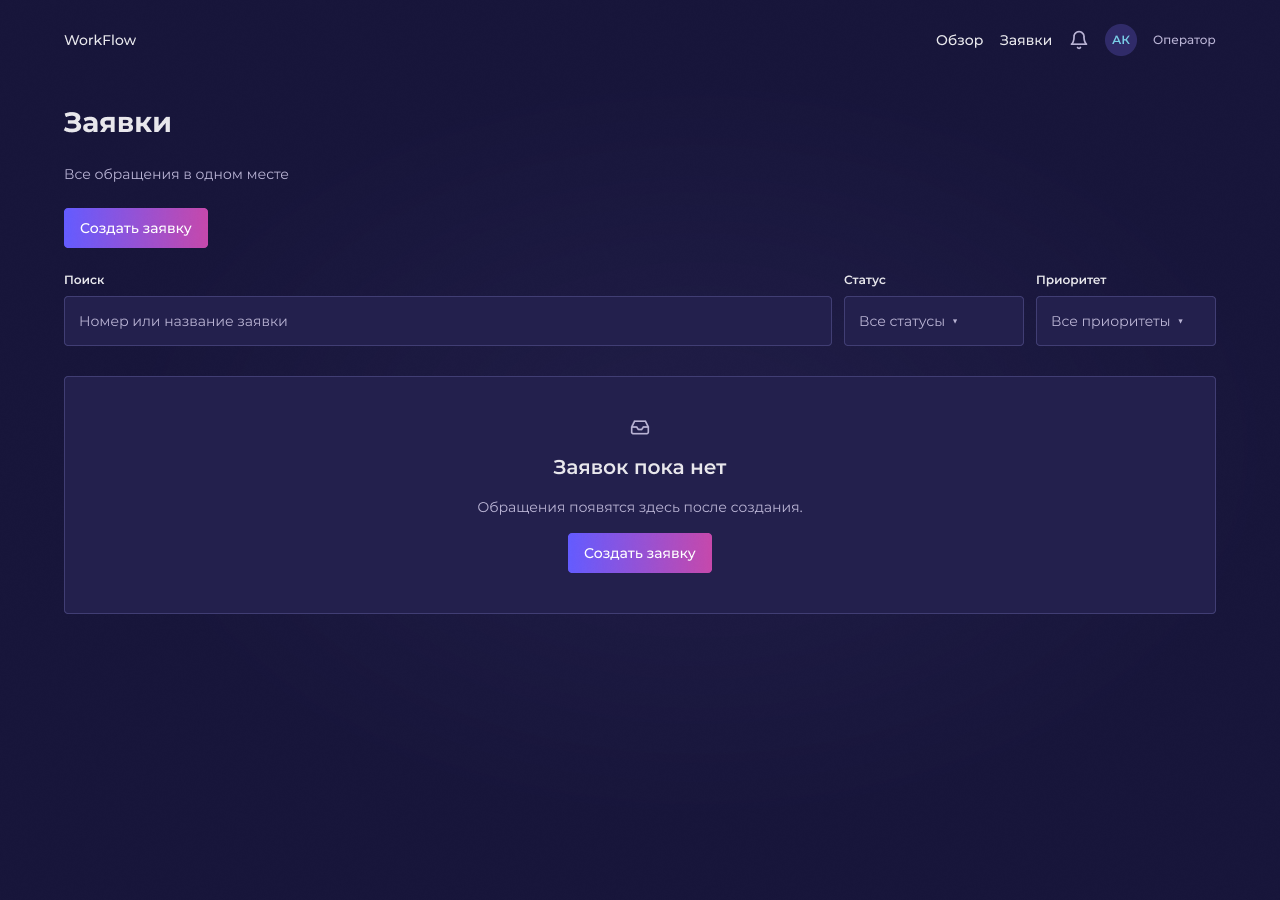 WorkFlow
Обзор Заявки АК Оператор
Заявки
Все обращения в одном месте
Создать заявку
Поиск Статус Приоритет
Номер или название заявки Все статусы ▾ Все приоритеты ▾
Заявок пока нет
Обращения появятся здесь после создания.
Создать заявку